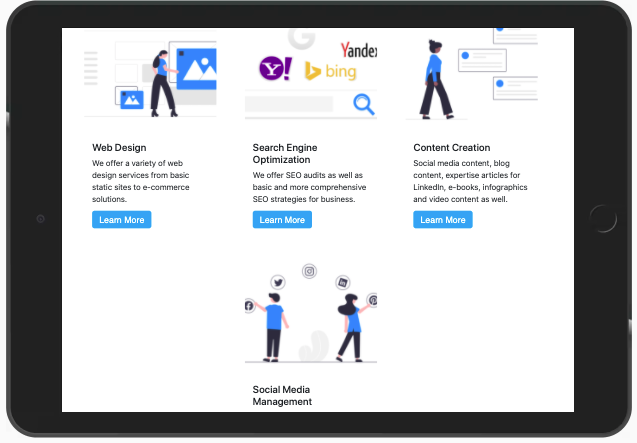 Yandex
Y!
bing
Web Design
We offer a variety of web
design services from basic
static sites to e-commerce
solutions.
Learn More
Search Engine
Optimization
We offer SEO audits as well as
basic and more comprehensive
SEO strategies for business.
Learn More
Content Creation
Social media content, blog
content, expertise articles for
LinkedIn, e-books, infographics
and video content as well.
Learn More
Social Media
Management